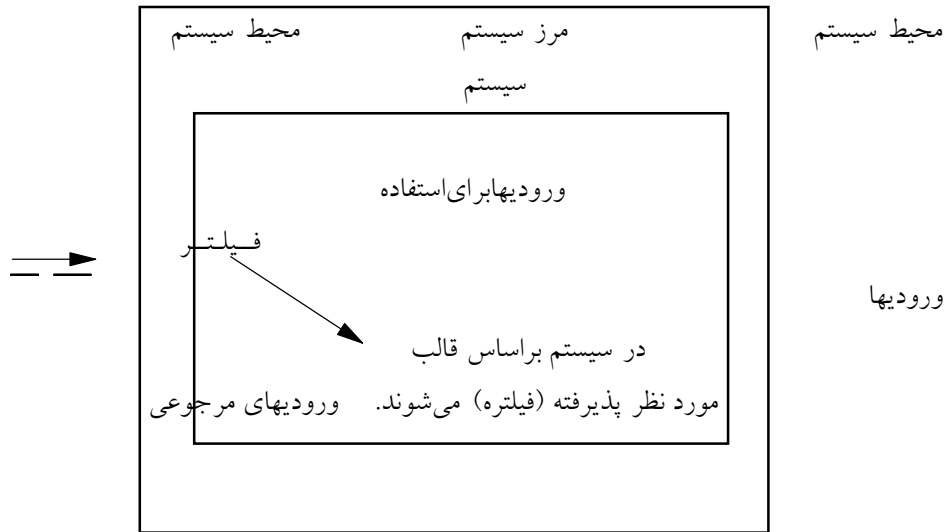 محیط سیستم مرز سیستم محیط سیستم
سیستم
ورودیهابرای‌استفاده
فیلتر
ورودیها
در سیستم براساس قالب
مورد نظر پذیرفته (فیلتره) می‌شوند. ورودیهای مرجوعی